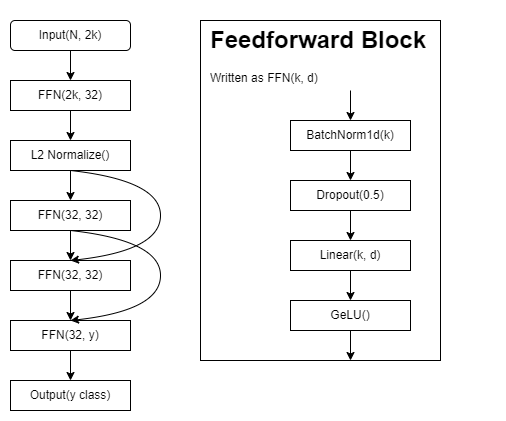 Input(N, 2k)
FFN(2k, 32)
L2 Normalize()
FFN(32, 32)
FFN(32, 32)
FFN(32, y)
Output(y class)
Feedforward Block
Written as FFN(k, d)
BatchNorm1d(k)
Dropout(0.5)
Linear(k, d)
GeLU()